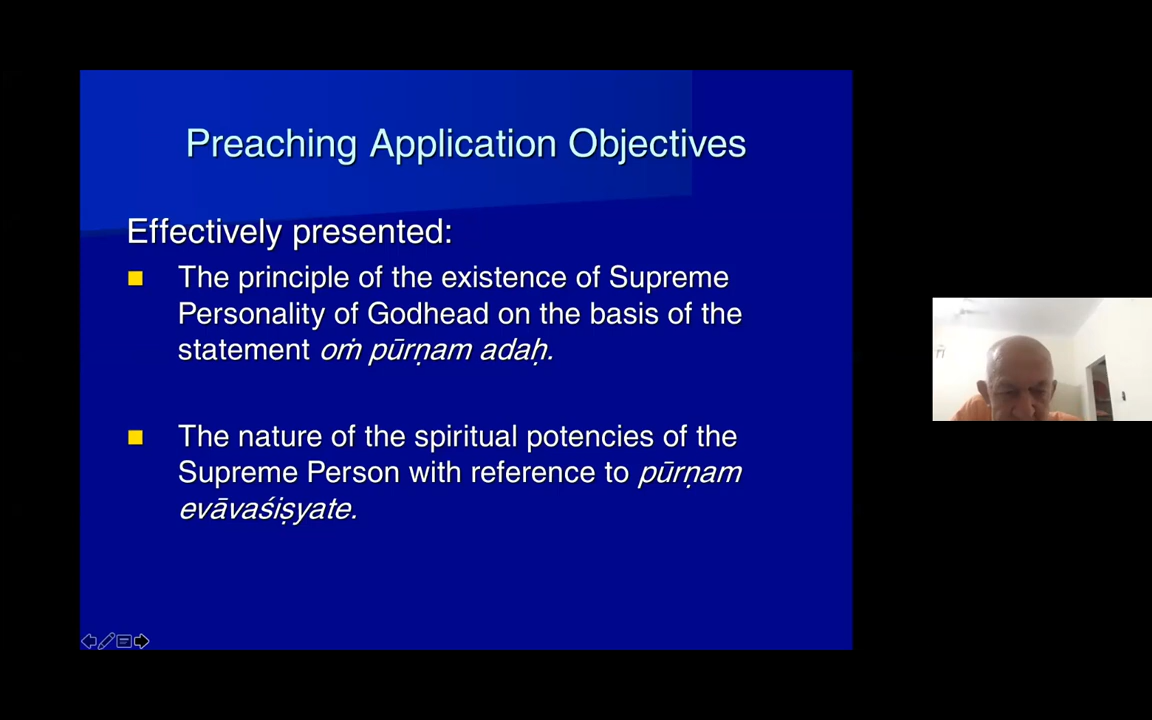 Preaching Application Objectives
Effectively presented:
The principle of the existence of Supreme
Personality of Godhead on the basis of the
statement oṁ pūrṇam adaḥ.
The nature of the spiritual potencies of the
Supreme Person with reference to pūrṇam
evāvaśiṣyate.